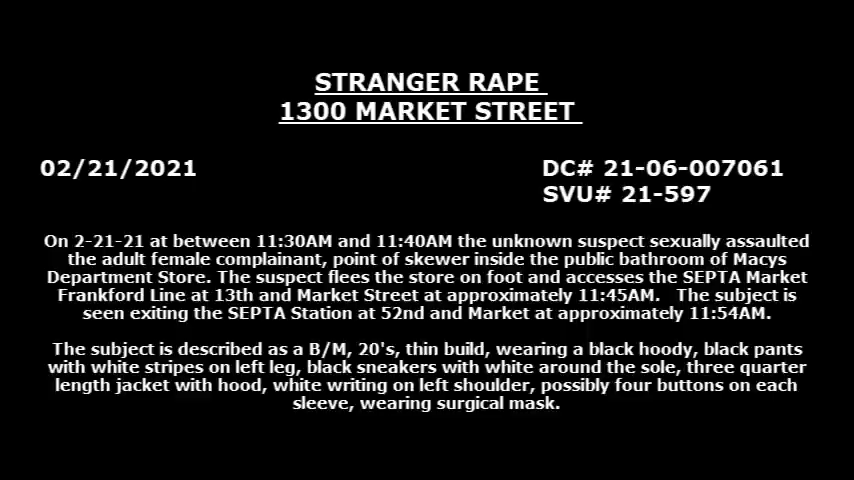 STRANGER RAPE
1300 MARKET STREET
02/21/2021
DC# 21-06-007061
SVU# 21-597
On 2-21-21 at between 11:30AM and 11:40AM the unknown suspect sexually assaulted
the adult female complainant, point of skewer inside the public bathroom of Macys
Department Store. The suspect flees the store on foot and accesses the SEPTA Market
Frankford Line at 13th and Market Street at approximately 11:45AM. The subject is
seen exiting the SEPTA Station at 52nd and Market at approximately 11:54AM.
The subject is described as a B/M, 20's, thin build, wearing a black hoody, black pants
with white stripes on left leg, black sneakers with white around the sole, three quarter
length jacket with hood, white writing on left shoulder, possibly four buttons on each
sleeve, wearing surgical mask.